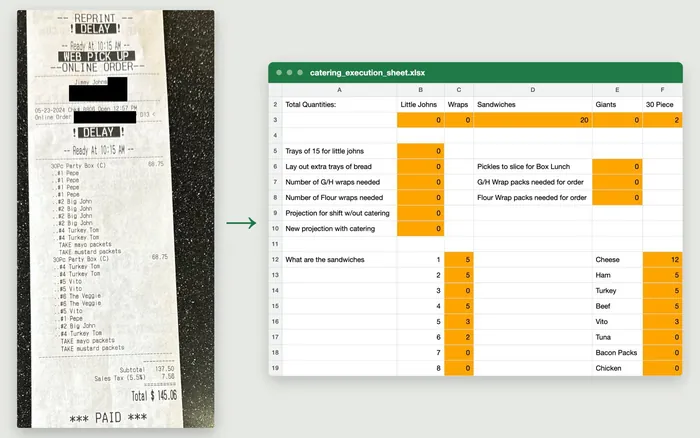 -- REPRINT --
! DELAY !
-- Ready At 10:15 AM --
WEB PICK UP
--ONLINE ORDER--
Jimmy Johns
05-23-2024 Open 12:57 PM
Online Order
! DELAY !
-- Ready At 10:15 AM --
30Pc Party Box (C) 68.75
..#1 Pepe
..#1 Pepe
..#1 Pepe
..#2 Big John
..#2 Big John
..#2 Big John
..#2 Big John
..#4 Turkey Tom
..#4 Turkey Tom
TAKE mayo packets
TAKE mustard packets
30Pc Party Box (C) 68.75
..#4 Turkey Tom
..#4 Turkey Tom
..#5 Vito
..#6 The Veggie
..#6 The Veggie
..#5 Vito
..#5 Vito
..#1 Pepe
..#2 Big John
..#4 Turkey Tom
TAKE mayo packets
TAKE mustard packets
Subtotal 137.50
Sales Tax (5.5%) 7.56
Total $ 145.06
*** PAID ***
catering_execution_sheet.xlsx
A B C D E F
2 Total Quantities: Little Johns Wraps Sandwiches Giants 30 Piece
3 0 0 20 0 2
4
5 Trays of 15 for little johns 0
6 Lay out extra trays of bread 0 Pickles to slice for Box Lunch 0
7 Number of G/H wraps needed 0 G/H Wrap packs needed for order 0
8 Number of Flour wraps needed 0 Flour Wrap packs needed for order 0
9 Projection for shift w/out catering 0
10 New projection with catering 0
11
12 What are the sandwiches 1 5 Cheese 12
13 2 5 Ham 5
14 3 0 Turkey 5
15 4 5 Beef 5
16 5 3 Vito 3
17 6 2 Tuna 0
18 7 0 Bacon Packs 0
19 8 0 Chicken 0